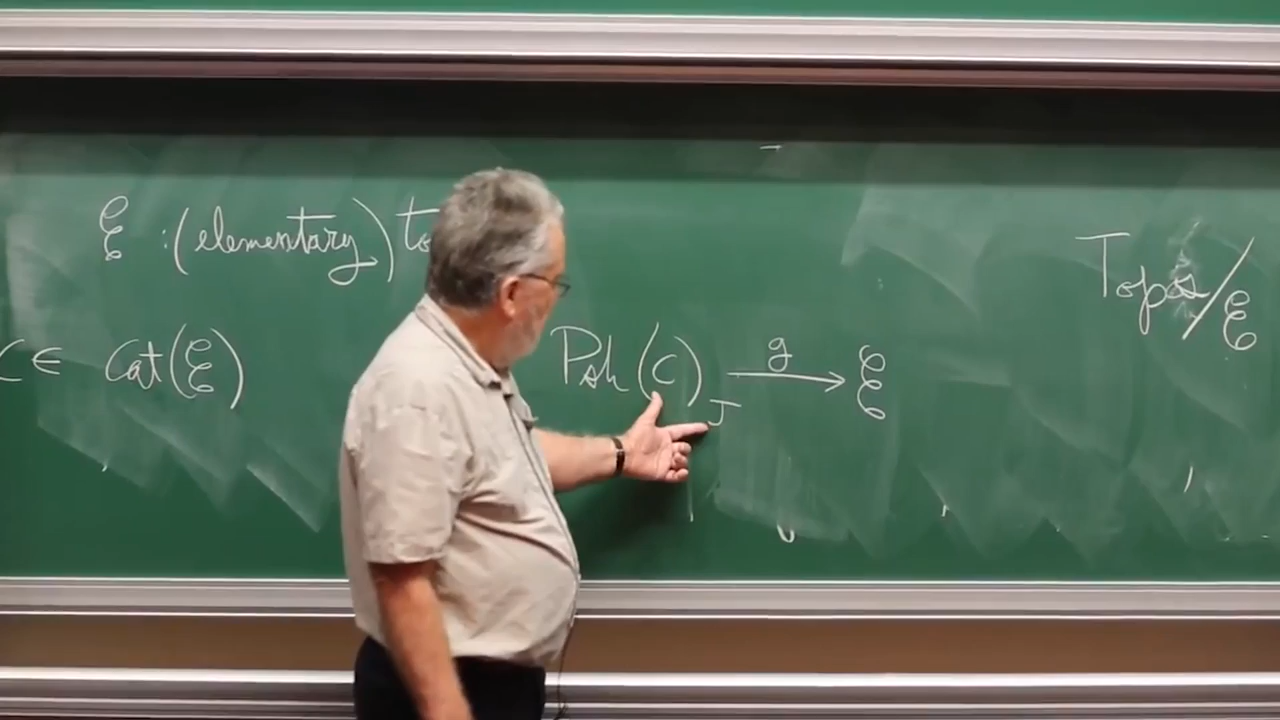 ℰ : (elementary) to
C ∈ Cat(ℰ)
Psh(C)_J --g--> ℰ
Topos/ℰ